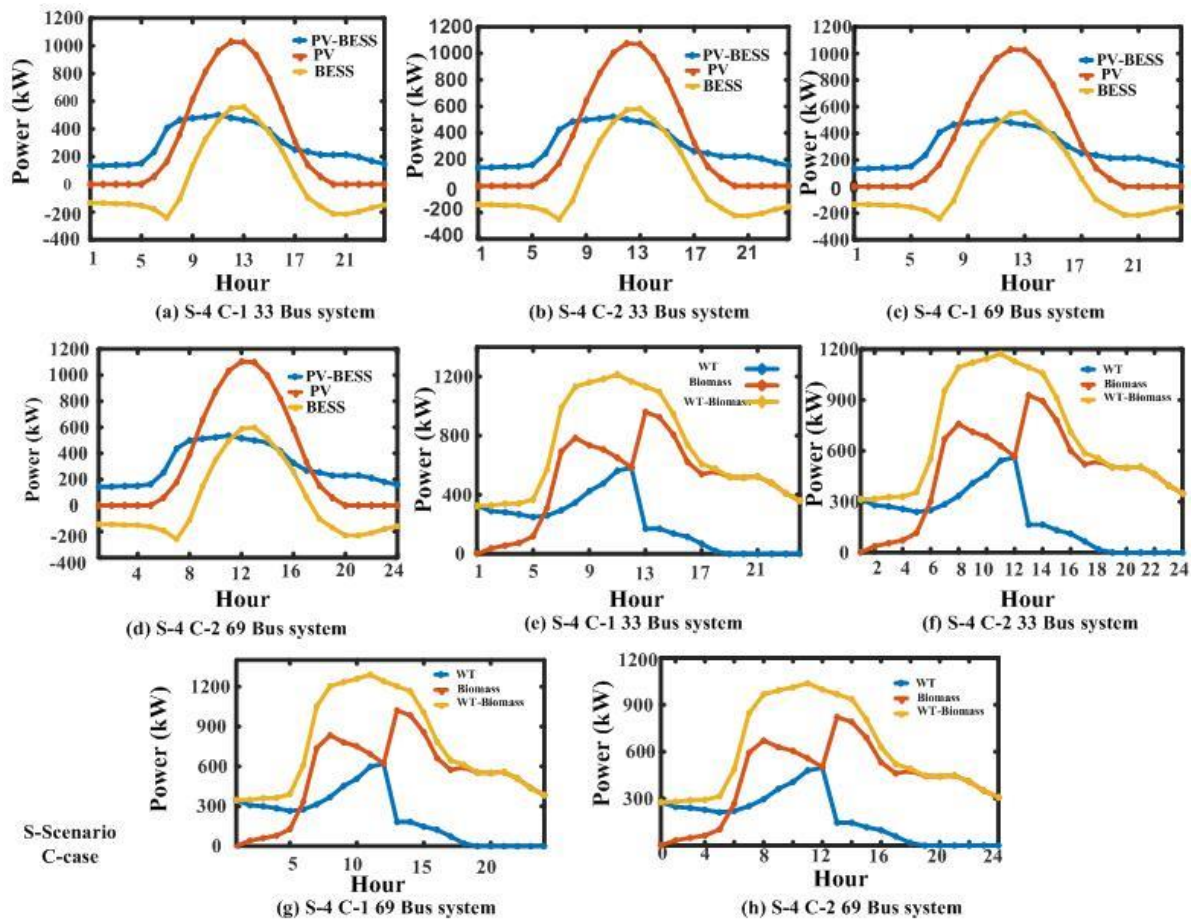 Power (kW)
1200
1000
800
600
400
200
0
-200
-400
PV-BESS
PV
BESS
1 5 9 13 17 21
Hour
(a) S-4 C-1 33 Bus system
Power (kW)
1200
1000
800
600
400
200
0
-200
-400
PV-BESS
PV
BESS
1 5 9 13 17 21
Hour
(b) S-4 C-2 33 Bus system
Power (kW)
1200
1000
800
600
400
200
0
-200
-400
PV-BESS
PV
BESS
1 5 9 13 17 21
Hour
(c) S-4 C-1 69 Bus system
Power (kW)
1200
1000
800
600
400
200
0
-200
-400
PV-BESS
PV
BESS
4 8 12 16 20 24
Hour
(d) S-4 C-2 69 Bus system
Power (kW)
1200
800
400
0
WT
Biomass
WT-Biomass
1 5 9 13 17 21
Hour
(e) S-4 C-1 33 Bus system
Power (kW)
1200
900
600
300
0
WT
Biomass
WT-Biomass
2 4 6 8 10 12 14 16 18 20 22 24
Hour
(f) S-4 C-2 33 Bus system
Power (kW)
1200
900
600
300
0
WT
Biomass
WT-Biomass
5 10 15 20
Hour
(g) S-4 C-1 69 Bus system
Power (kW)
1200
900
600
300
WT
Biomass
WT-Biomass
0 4 8 12 16 20 24
Hour
(h) S-4 C-2 69 Bus system
S-Scenario
C-case